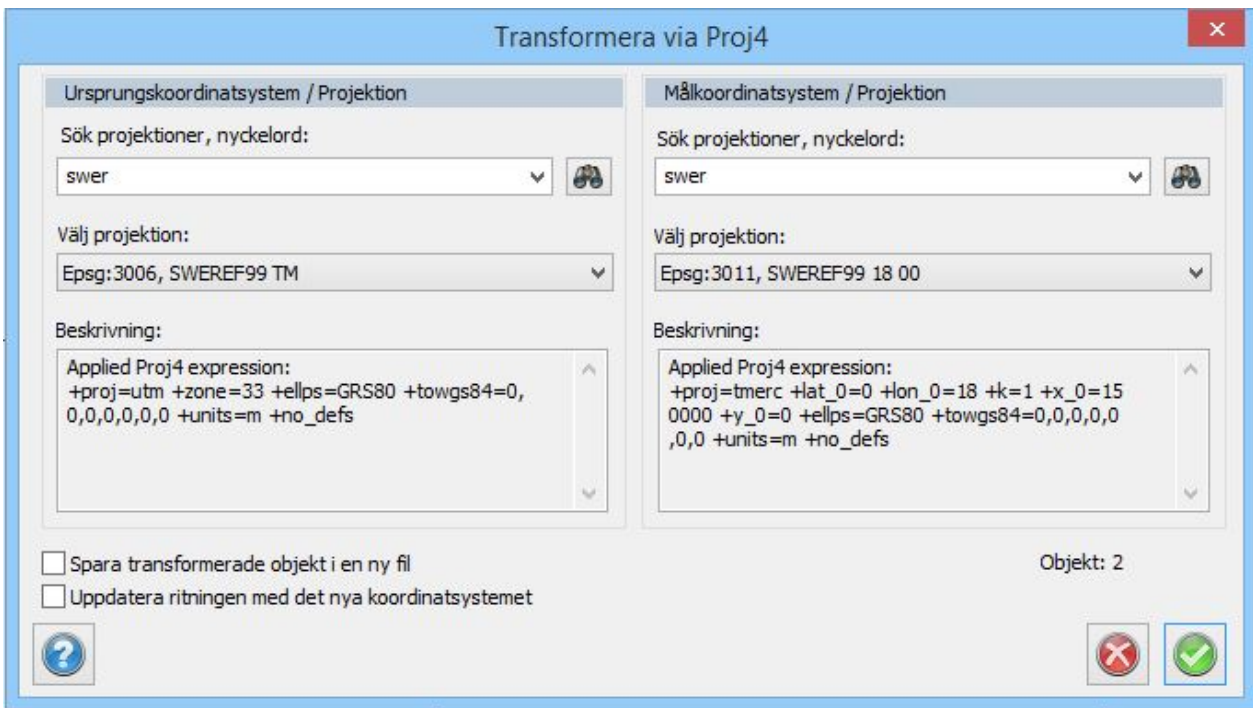 Transformera via Proj4
Ursprungskoordinatsystem / Projektion
Sök projektioner, nyckelord:
swer
Välj projektion:
Epsg:3006, SWEREF99 TM
Beskrivning:
Applied Proj4 expression:
+proj=utm +zone=33 +ellps=GRS80 +towgs84=0,
0,0,0,0,0,0 +units=m +no_defs
Målkoordinatsystem / Projektion
Sök projektioner, nyckelord:
swer
Välj projektion:
Epsg:3011, SWEREF99 18 00
Beskrivning:
Applied Proj4 expression:
+proj=tmerc +lat_0=0 +lon_0=18 +k=1 +x_0=15
0000 +y_0=0 +ellps=GRS80 +towgs84=0,0,0,0,0
,0,0 +units=m +no_defs
Spara transformerade objekt i en ny fil
Objekt: 2
Uppdatera ritningen med det nya koordinatsystemet